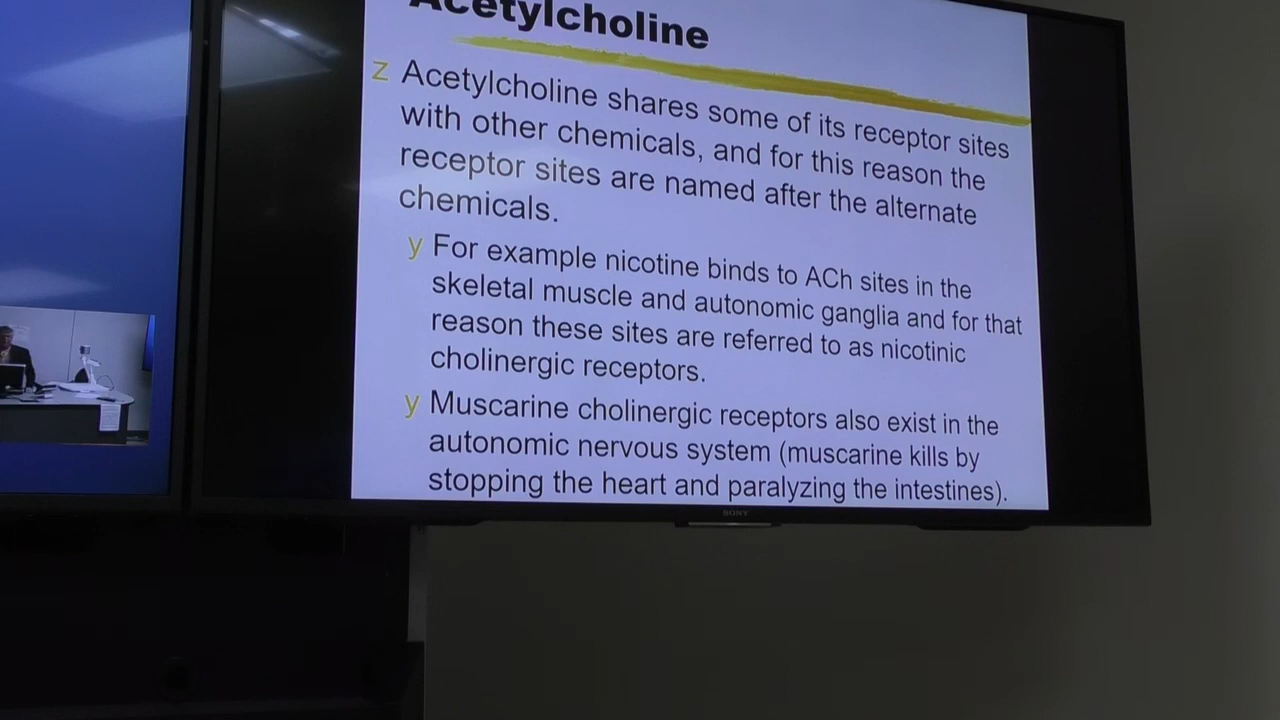 Acetylcholine
z Acetylcholine shares some of its receptor sites
with other chemicals, and for this reason the
receptor sites are named after the alternate
chemicals.
y For example nicotine binds to ACh sites in the
skeletal muscle and autonomic ganglia and for that
reason these sites are referred to as nicotinic
cholinergic receptors.
y Muscarine cholinergic receptors also exist in the
autonomic nervous system (muscarine kills by
stopping the heart and paralyzing the intestines).
SONY